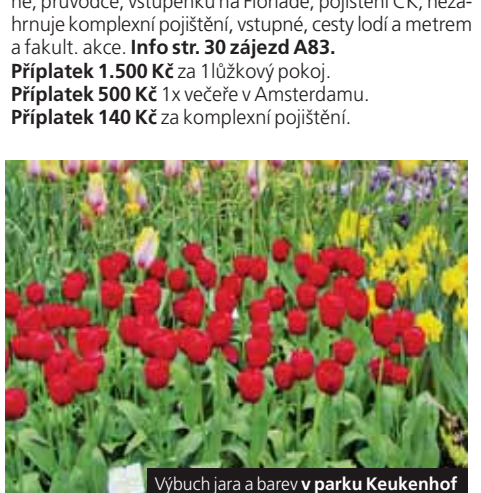 né, průvodce, vstupenku na Floriade, pojištění CK, neza-
hrnuje komplexní pojištění, vstupné, cesty lodí a metrem
a fakult. akce. Info str. 30 zájezd A83.
Příplatek 1.500 Kč za 1lůžkový pokoj.
Příplatek 500 Kč 1x večeře v Amsterdamu.
Příplatek 140 Kč za komplexní pojištění.
Výbuch jara a barev v parku Keukenhof